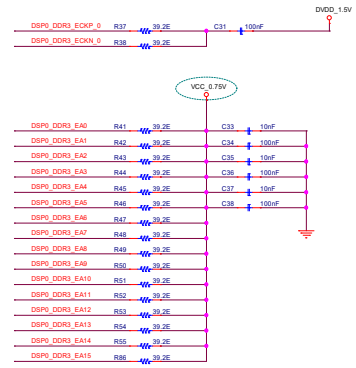 DVDD_1.5V
DSP0_DDR3_ECKP_0 R37 39,2E C31 100nF
DSP0_DDR3_ECKN_0 R38 39,2E
VCC_0.75V
DSP0_DDR3_EA0 R41 39,2E C33 10nF
DSP0_DDR3_EA1 R42 39,2E C34 100nF
DSP0_DDR3_EA2 R43 39,2E C35 10nF
DSP0_DDR3_EA3 R44 39,2E C36 100nF
DSP0_DDR3_EA4 R45 39,2E C37 10nF
DSP0_DDR3_EA5 R46 39,2E C38 100nF
DSP0_DDR3_EA6 R47 39,2E
DSP0_DDR3_EA7 R48 39,2E
DSP0_DDR3_EA8 R49 39,2E
DSP0_DDR3_EA9 R50 39,2E
DSP0_DDR3_EA10 R51 39,2E
DSP0_DDR3_EA11 R52 39,2E
DSP0_DDR3_EA12 R53 39,2E
DSP0_DDR3_EA13 R54 39,2E
DSP0_DDR3_EA14 R55 39,2E
DSP0_DDR3_EA15 R86 39,2E